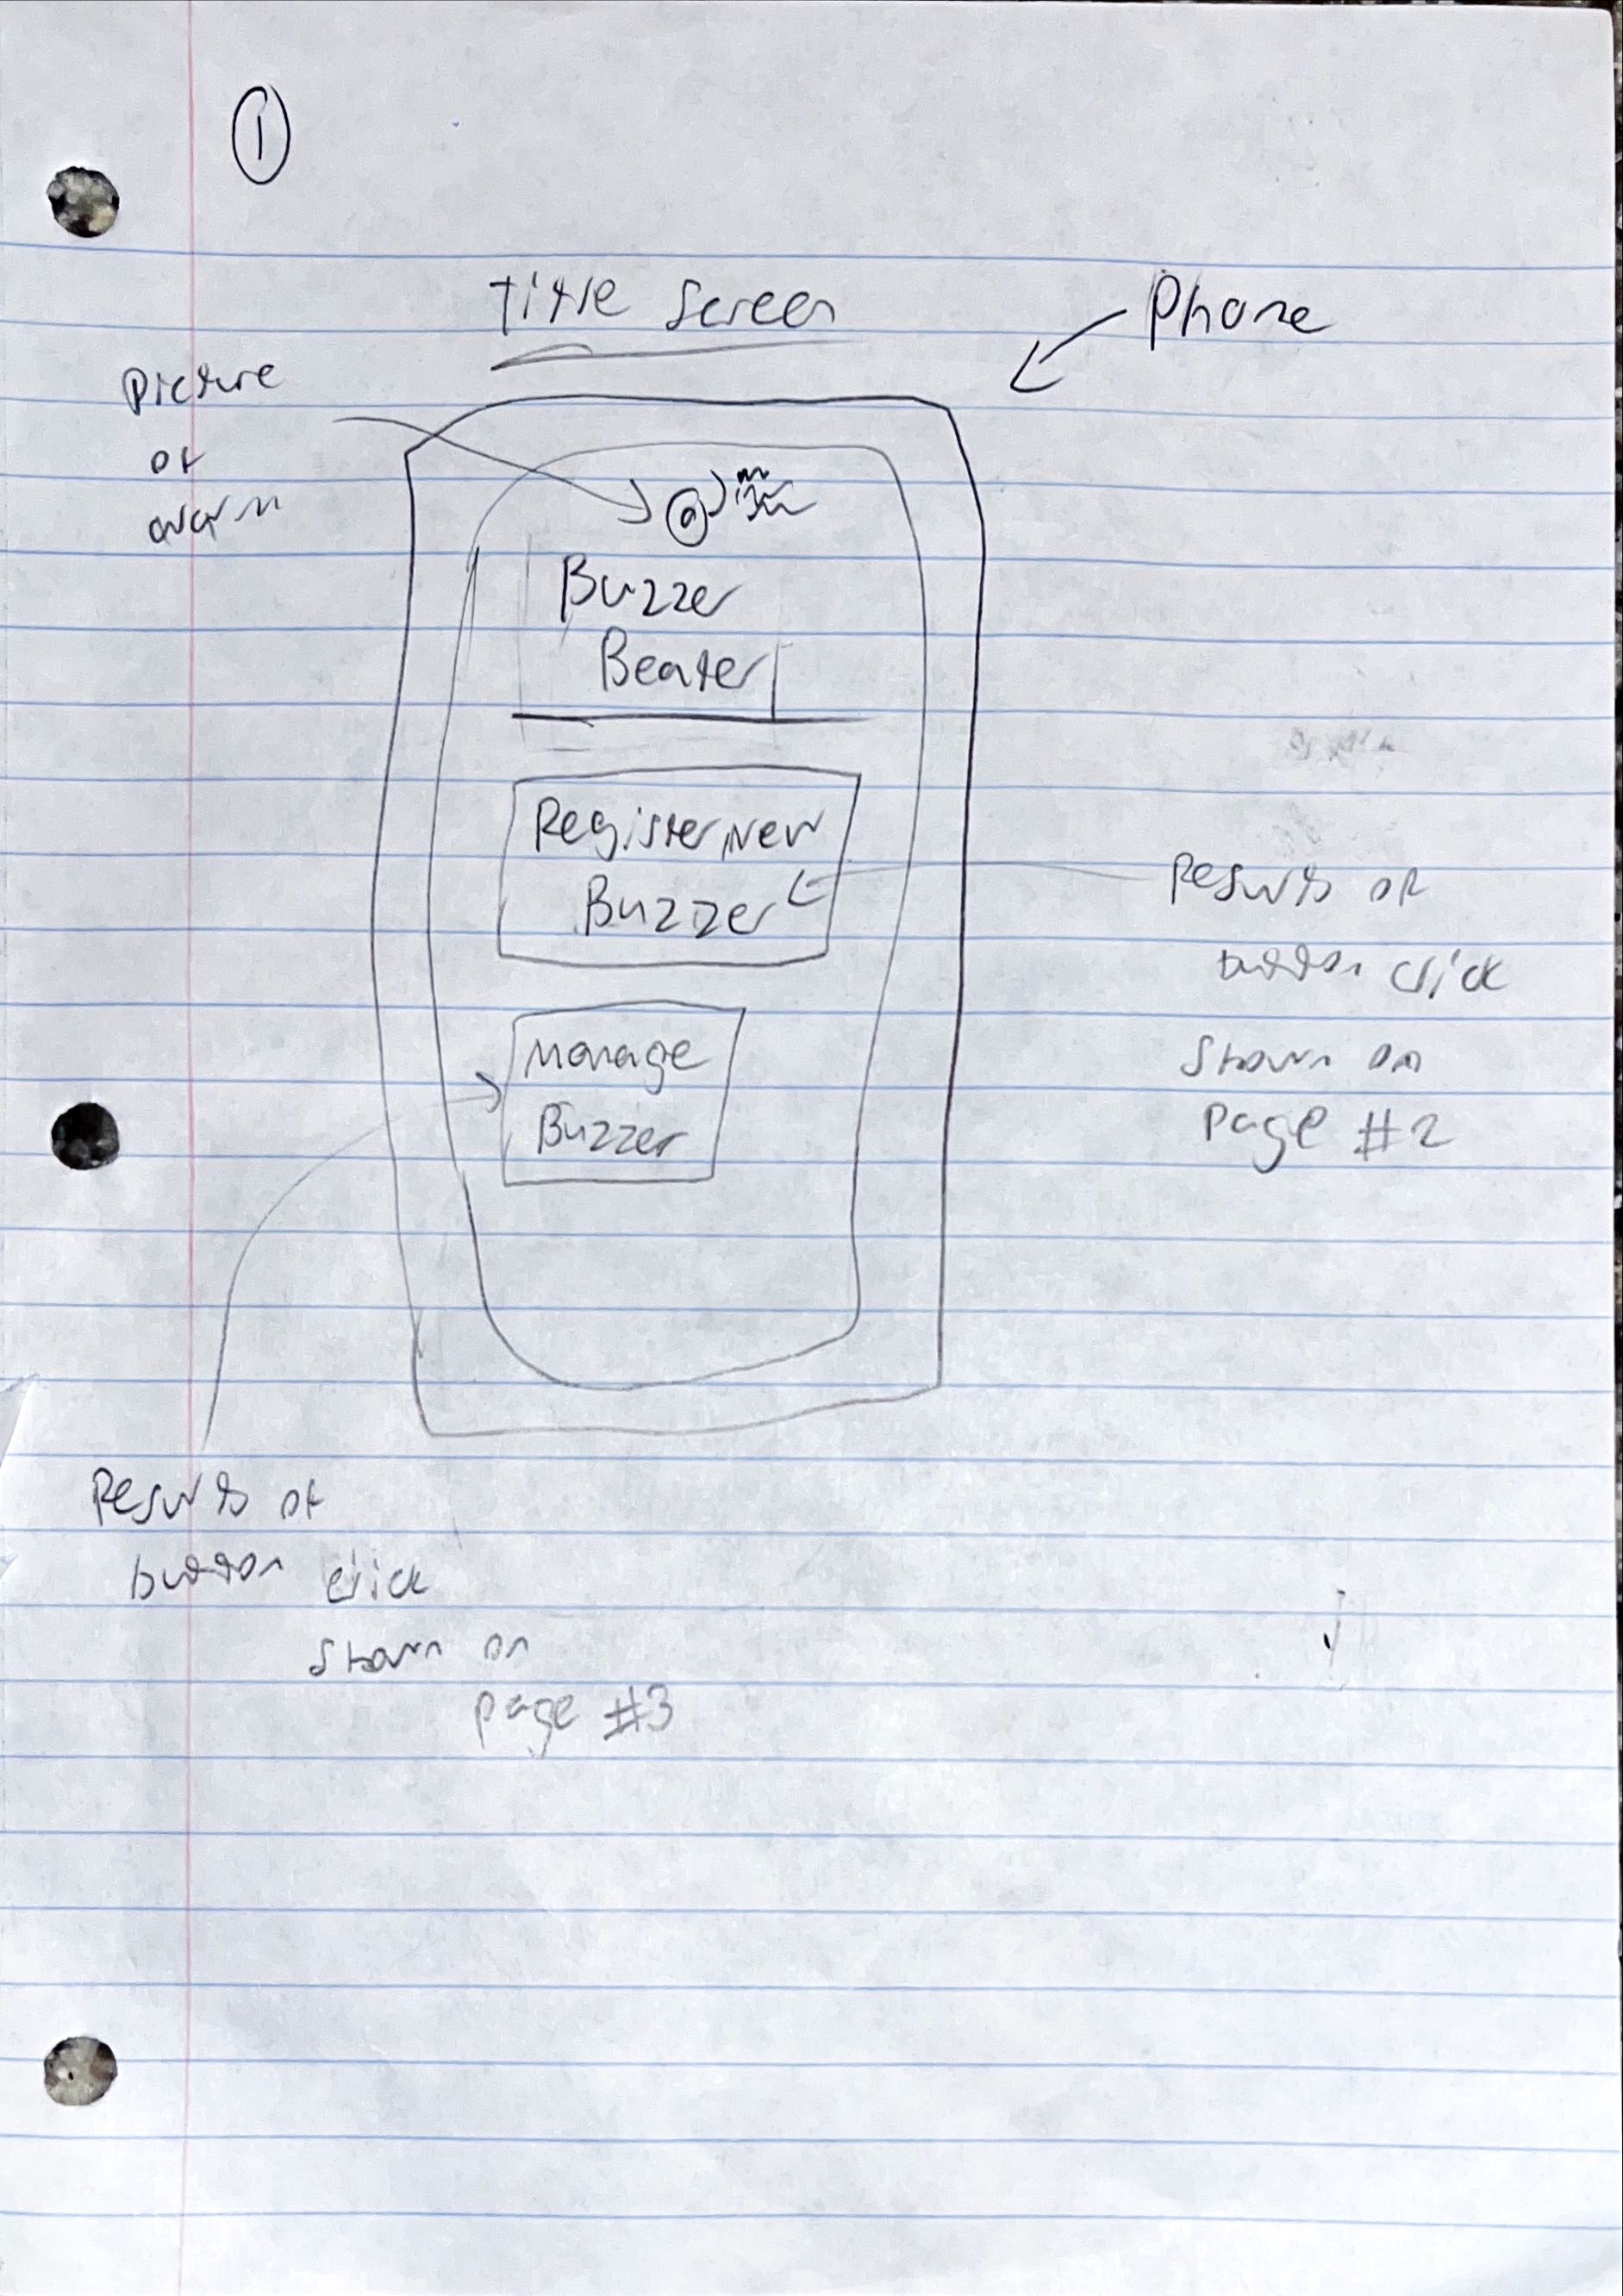 1
Title Screen
Phone
Picture
of
alarm
Buzzer
Beater
Register New
Buzzer
Results of
button click
shown on
page #2
Manage
Buzzer
Results of
button click
shown on
page #3